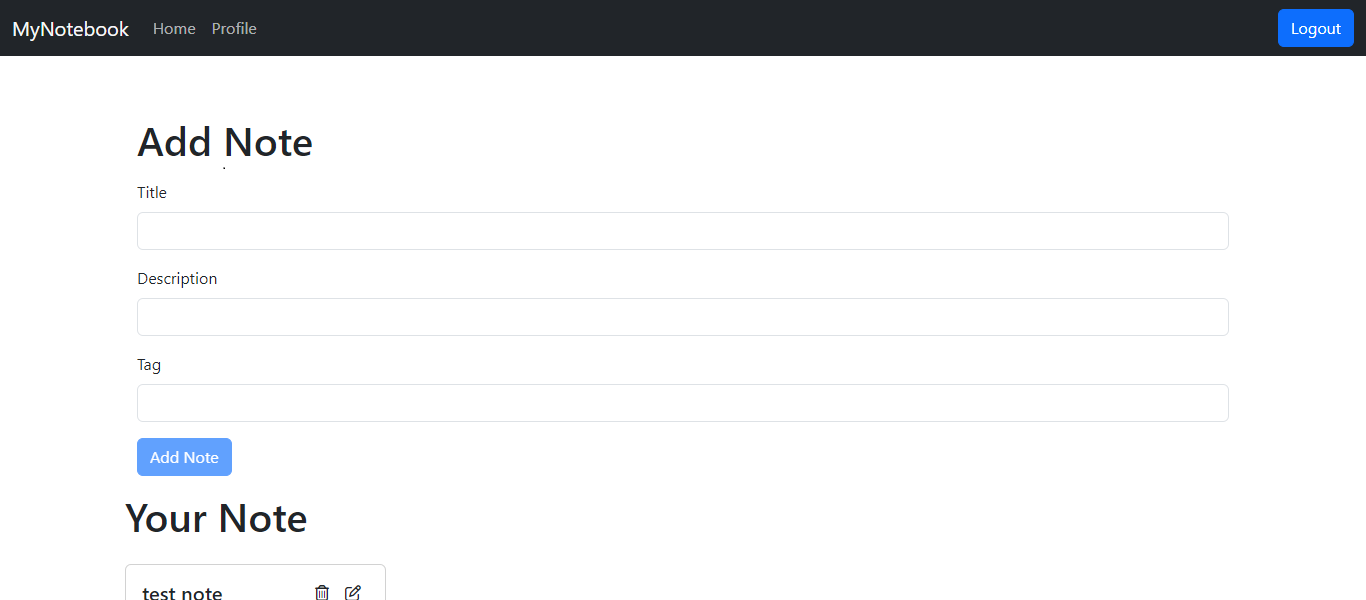 MyNotebook Home Profile Logout
Add Note
Title
Description
Tag
Add Note
Your Note
test note